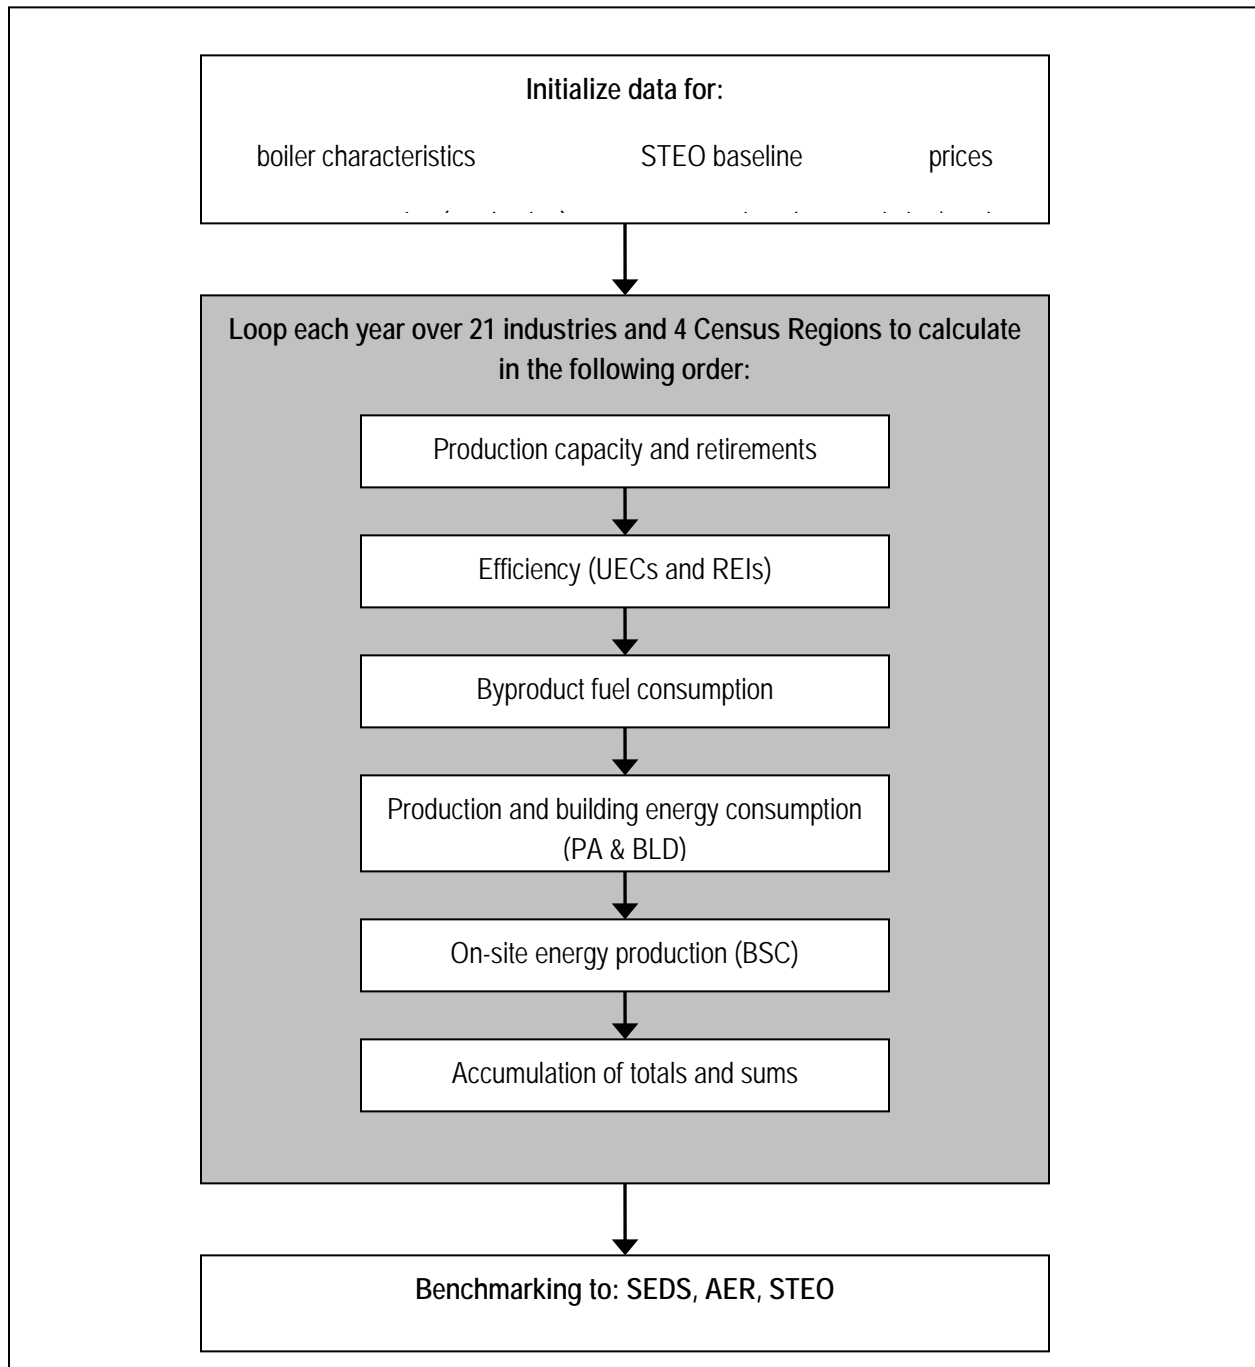 Initialize data for:
boiler characteristics STEO baseline prices
Loop each year over 21 industries and 4 Census Regions to calculate
in the following order:
Production capacity and retirements
Efficiency (UECs and REIs)
Byproduct fuel consumption
Production and building energy consumption
(PA & BLD)
On-site energy production (BSC)
Accumulation of totals and sums
Benchmarking to: SEDS, AER, STEO